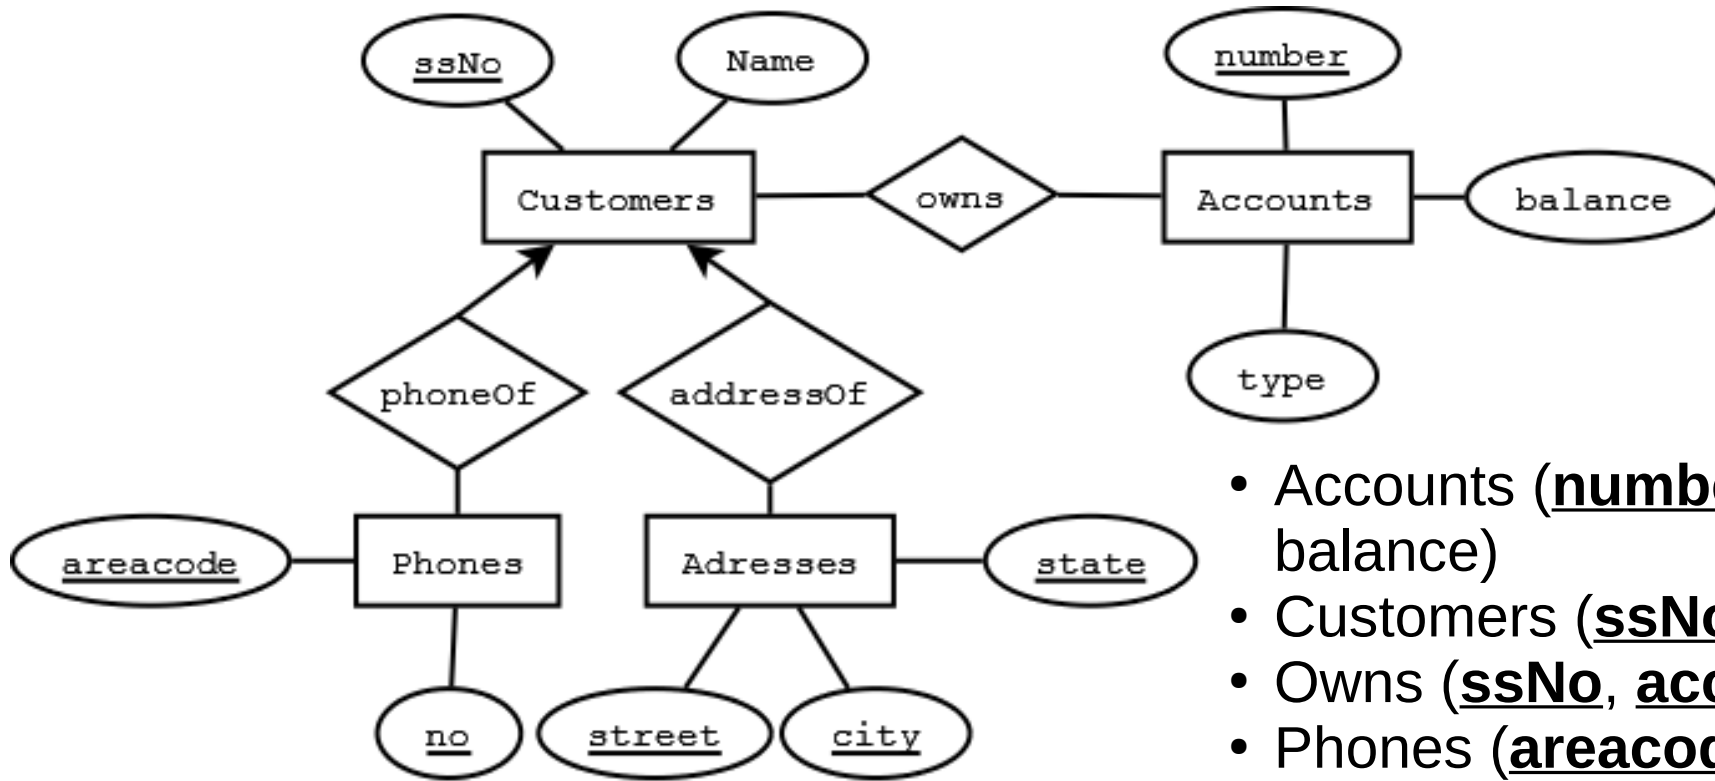 ssNo
Name
number
Customers
owns
Accounts
balance
phoneOf
addressOf
type
areacode
Phones
Adresses
state
no
street
city
• Accounts (
balance)
• Customers (
• Owns (ssNo,
• Phones (